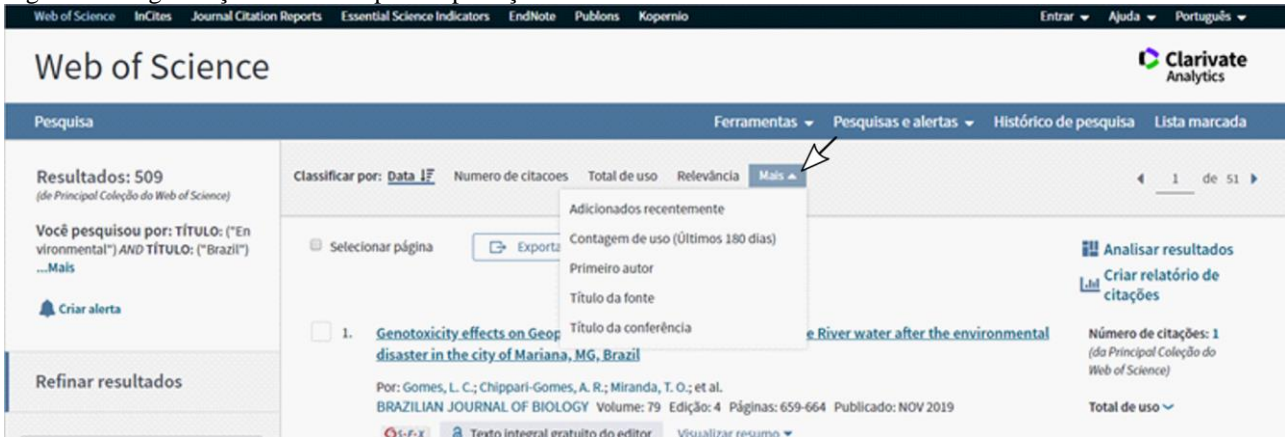 Web of Science InCites Journal Citation Reports Essential Science Indicators EndNote Publons Kopernio Entrar Ajuda Português
Web of Science
Clarivate
Analytics
Pesquisa Ferramentas Pesquisas e alertas Histórico de pesquisa Lista marcada
Resultados: 509
(de Principal Coleção do Web of Science)
Você pesquisou por: TÍTULO: ("En
vironmental") AND TÍTULO: ("Brazil")
...Mais
Criar alerta
Refinar resultados
Classificar por: Data Numero de citacoes Total de uso Relevância Mais
1 de 51
Adicionados recentemente
Contagem de uso (Últimos 180 dias)
Primeiro autor
Título da fonte
Título da conferência
Selecionar página Exporta
1. Genotoxicity effects on Geop e River water after the environmental
disaster in the city of Mariana, MG, Brazil
Por: Gomes, L. C.; Chippari-Gomes, A. R.; Miranda, T. O.; et al.
BRAZILIAN JOURNAL OF BIOLOGY Volume: 79 Edição: 4 Páginas: 659-664 Publicado: NOV 2019
S-F-X Texto integral gratuito do editor Visualizar resumo
Analisar resultados
Criar relatório de
citações
Número de citações: 1
(da Principal Coleção do
Web of Science)
Total de uso